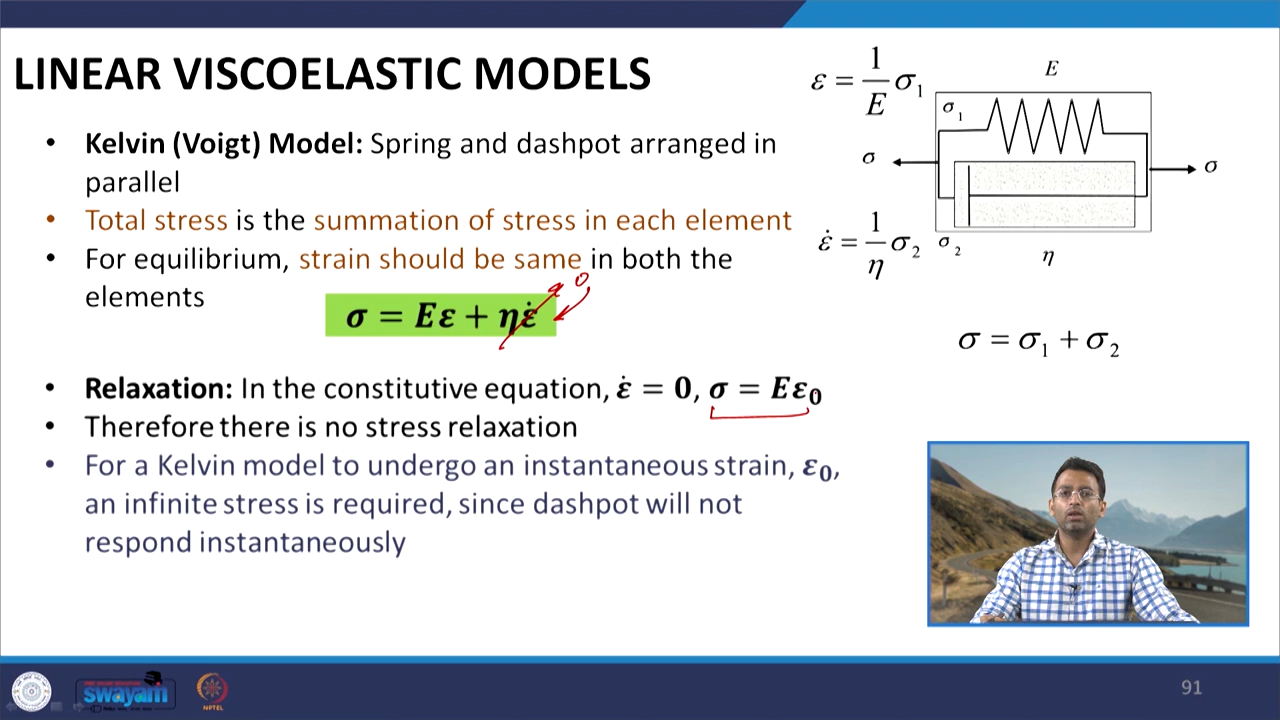 LINEAR VISCOELASTIC MODELS
• Kelvin (Voigt) Model: Spring and dashpot arranged in
parallel
• Total stress is the summation of stress in each element
• For equilibrium, strain should be same in both the
elements
0
σ = Eε + ηε̇
• Relaxation: In the constitutive equation, ε̇ = 0, σ = Eε₀
• Therefore there is no stress relaxation
• For a Kelvin model to undergo an instantaneous strain, ε₀,
an infinite stress is required, since dashpot will not
respond instantaneously
ε = 1/E σ₁
E
σ₁
σ
σ
ε̇ = 1/η σ₂
σ₂
η
σ = σ₁ + σ₂
swayam
NPTEL
91